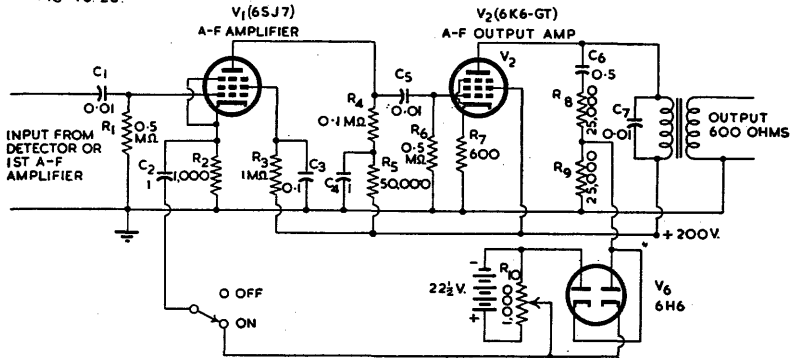 V₁(6SJ7)
A-F AMPLIFIER
V₂(6K6-GT)
A-F OUTPUT AMP
V₂
C₁
0.01
R₁
0.5
MΩ
INPUT FROM
DETECTOR OR
1ST A-F
AMPLIFIER
C₂
1
R₂
1,000
R₃
1MΩ
C₃
0.1
R₄
0.1MΩ
C₄
1
R₅
50,000
C₅
0.01
R₆
0.5
MΩ
R₇
600
C₆
0.5
R₈
25,000
R₉
25,000
C₇
0.01
OUTPUT
600 OHMS
+200V.
OFF
ON
22½V.
-
+
R₁₀
1,000
V₆
6H6